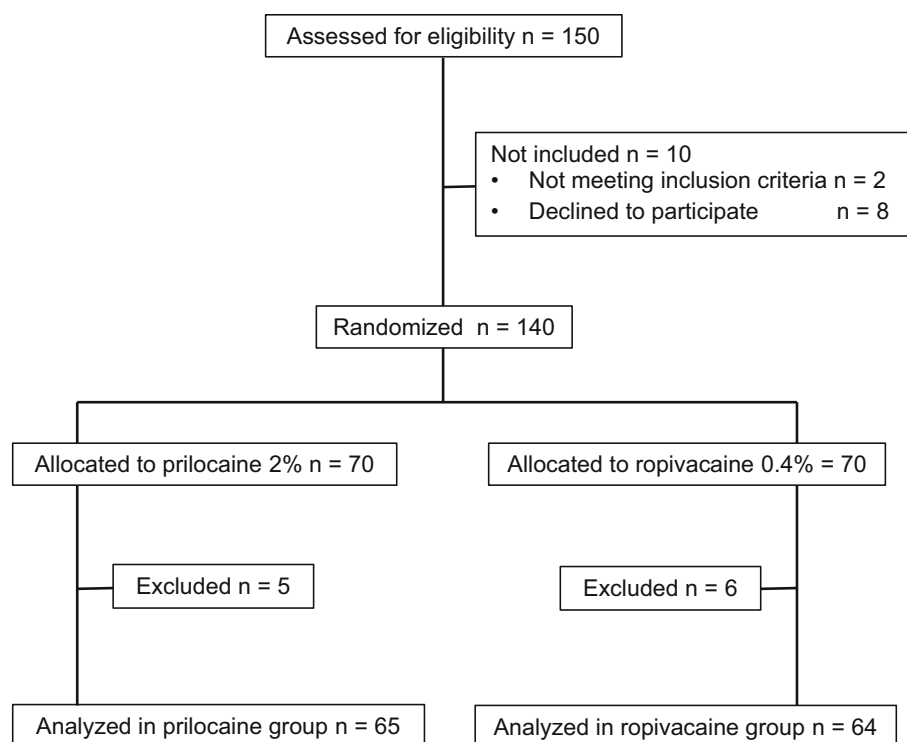 Assessed for eligibility n = 150
Not included n = 10
• Not meeting inclusion criteria n = 2
• Declined to participate n = 8
Randomized n = 140
Allocated to prilocaine 2% n = 70
Allocated to ropivacaine 0.4% = 70
Excluded n = 5
Excluded n = 6
Analyzed in prilocaine group n = 65
Analyzed in ropivacaine group n = 64